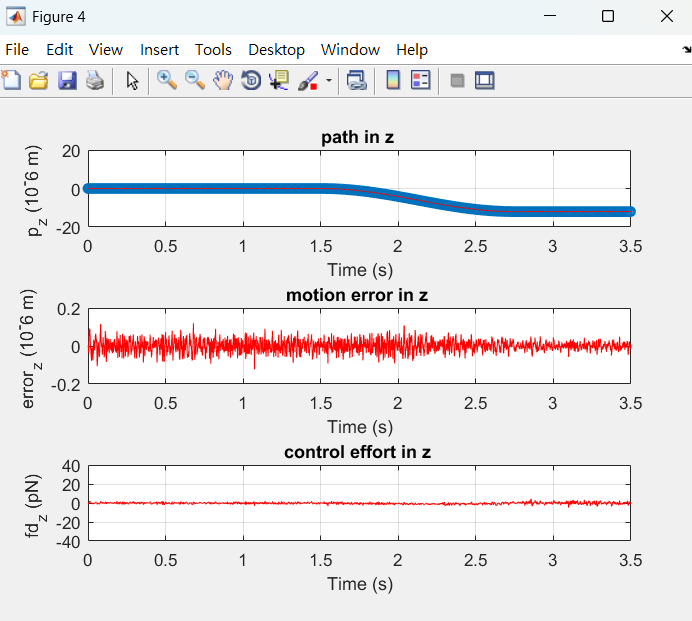 Figure 4
File Edit View Insert Tools Desktop Window Help
path in z
20
0
-20
p_z (10^-6 m)
0 0.5 1 1.5 2 2.5 3 3.5
Time (s)
motion error in z
0.2
0
-0.2
error_z (10^-6 m)
0 0.5 1 1.5 2 2.5 3 3.5
Time (s)
control effort in z
40
20
0
-20
-40
fd_z (pN)
0 0.5 1 1.5 2 2.5 3 3.5
Time (s)